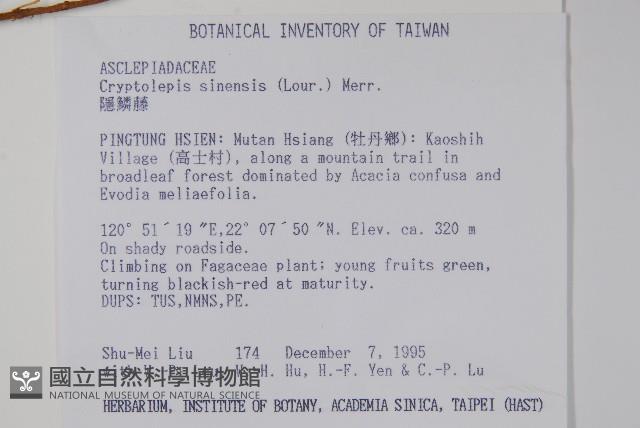 BOTANICAL INVENTORY OF TAIWAN
ASCLEPIADACEAE
Cryptolepis sinensis (Lour.) Merr.
隱鱗藤
PINGTUNG HSIEN: Mutan Hsiang (牡丹鄉): Kaoshih
Village (高士村), along a mountain trail in
broadleaf forest dominated by Acacia confusa and
Evodia meliaefolia.
120° 51´19 ″E,22° 07´50 ″N. Elev. ca. 320 m
On shady roadside.
Climbing on Fagaceae plant; young fruits green,
turning blackish-red at maturity.
DUPS: TUS,NMNS,PE.
Shu-Mei Liu 174 December 7, 1995
H. Hu, H.-F. Yen & C.-P. Lu
國立自然科學博物館
NATIONAL MUSEUM OF NATURAL SCIENCE
HERBARIUM, INSTITUTE OF BOTANY, ACADEMIA SINICA, TAIPEI (HAST)